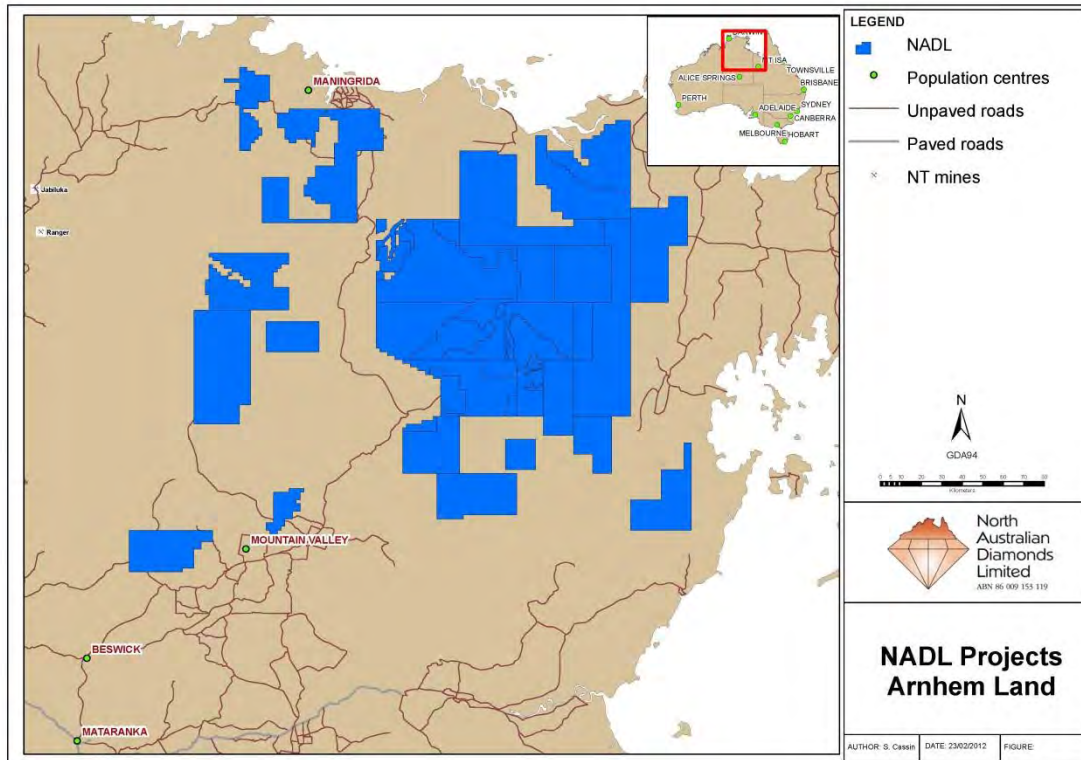 MANINGRIDA
Jabiluka
Ranger
MOUNTAIN VALLEY
BESWICK
MATARANKA
MT ISA
TOWNSVILLE
ALICE SPRINGS
BRISBANE
PERTH
ADELAIDE
SYDNEY
CANBERRA
MELBOURNE
HOBART
LEGEND
NADL
Population centres
Unpaved roads
Paved roads
NT mines
N
GDA94
Kilometers
North
Australian
Diamonds
Limited
ABN 86 009 153 119
NADL Projects
Arnhem Land
AUTHOR: S. Cassin
DATE: 23/02/2012
FIGURE: